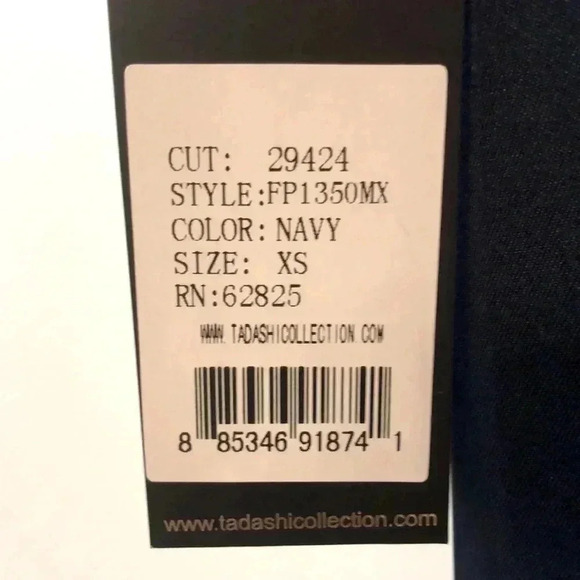 CUT: 29424
STYLE:FP1350MX
COLOR: NAVY
SIZE: XS
RN:62825
WWW.TADASHICOLLECTION.COM
8 85346 91874 1
www.tadashicollection.com